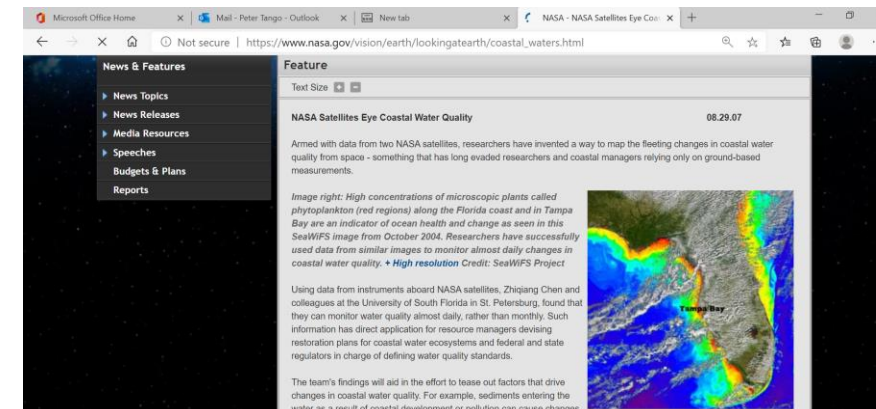 Microsoft Office Home
Mail - Peter Tango - Outlook
New tab
NASA - NASA Satellites Eye Coa
Not secure | https://www.nasa.gov/vision/earth/lookingatearth/coastal_waters.html
News & Features
News Topics
News Releases
Media Resources
Speeches
Budgets & Plans
Reports
Feature
Text Size
NASA Satellites Eye Coastal Water Quality 08.29.07
Armed with data from two NASA satellites, researchers have invented a way to map the fleeting changes in coastal water
quality from space - something that has long evaded researchers and coastal managers relying only on ground-based
measurements.
Image right: High concentrations of microscopic plants called
phytoplankton (red regions) along the Florida coast and in Tampa
Bay are an indicator of ocean health and change as seen in this
SeaWiFS image from October 2004. Researchers have successfully
used data from similar images to monitor almost daily changes in
coastal water quality. + High resolution Credit: SeaWiFS Project
Tampa Bay
Using data from instruments aboard NASA satellites, Zhiqiang Chen and
colleagues at the University of South Florida in St. Petersburg, found that
they can monitor water quality almost daily, rather than monthly. Such
information has direct application for resource managers devising
restoration plans for coastal water ecosystems and federal and state
regulators in charge of defining water quality standards.
The team's findings will aid in the effort to tease out factors that drive
changes in coastal water quality. For example, sediments entering the
water as a result of coastal development or pollution can cause changes